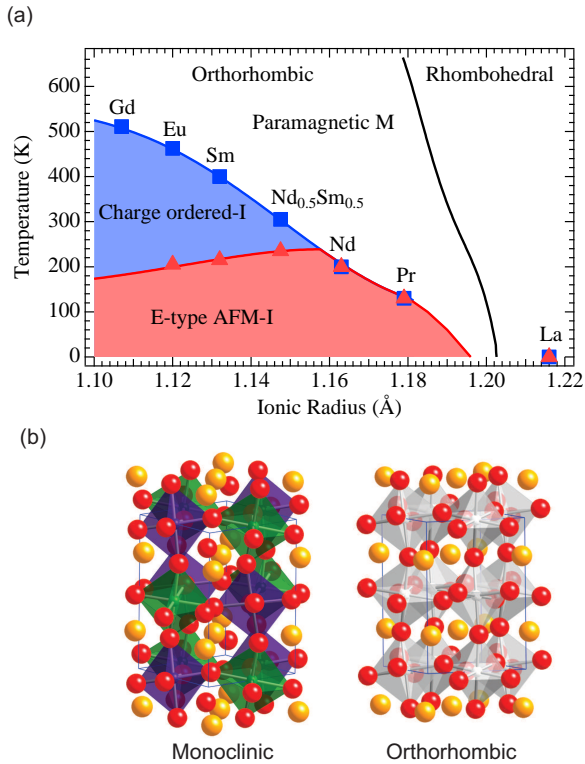 (a)
Orthorhombic
Rhombohedral
Gd
Eu
Paramagnetic M
Sm
Nd0.5Sm0.5
Charge ordered-I
Nd
Pr
E-type AFM-I
La
Temperature (K)
600
500
400
300
200
100
0
1.10
1.12
1.14
1.16
1.18
1.20
1.22
Ionic Radius (Å)
(b)
Monoclinic
Orthorhombic